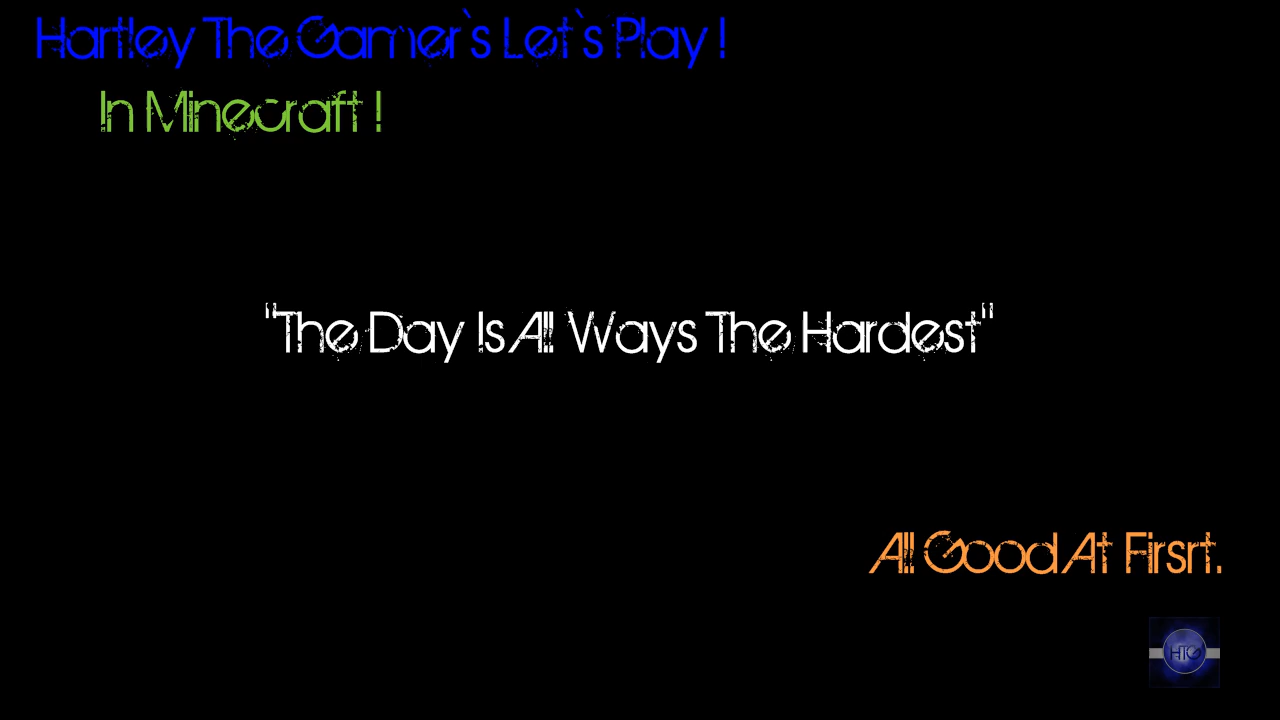 Hartley The Gamer`s Let`s Play !
In Minecraft !
"The Day Is All Ways The Hardest"
All Good At Firsrt.
HTG